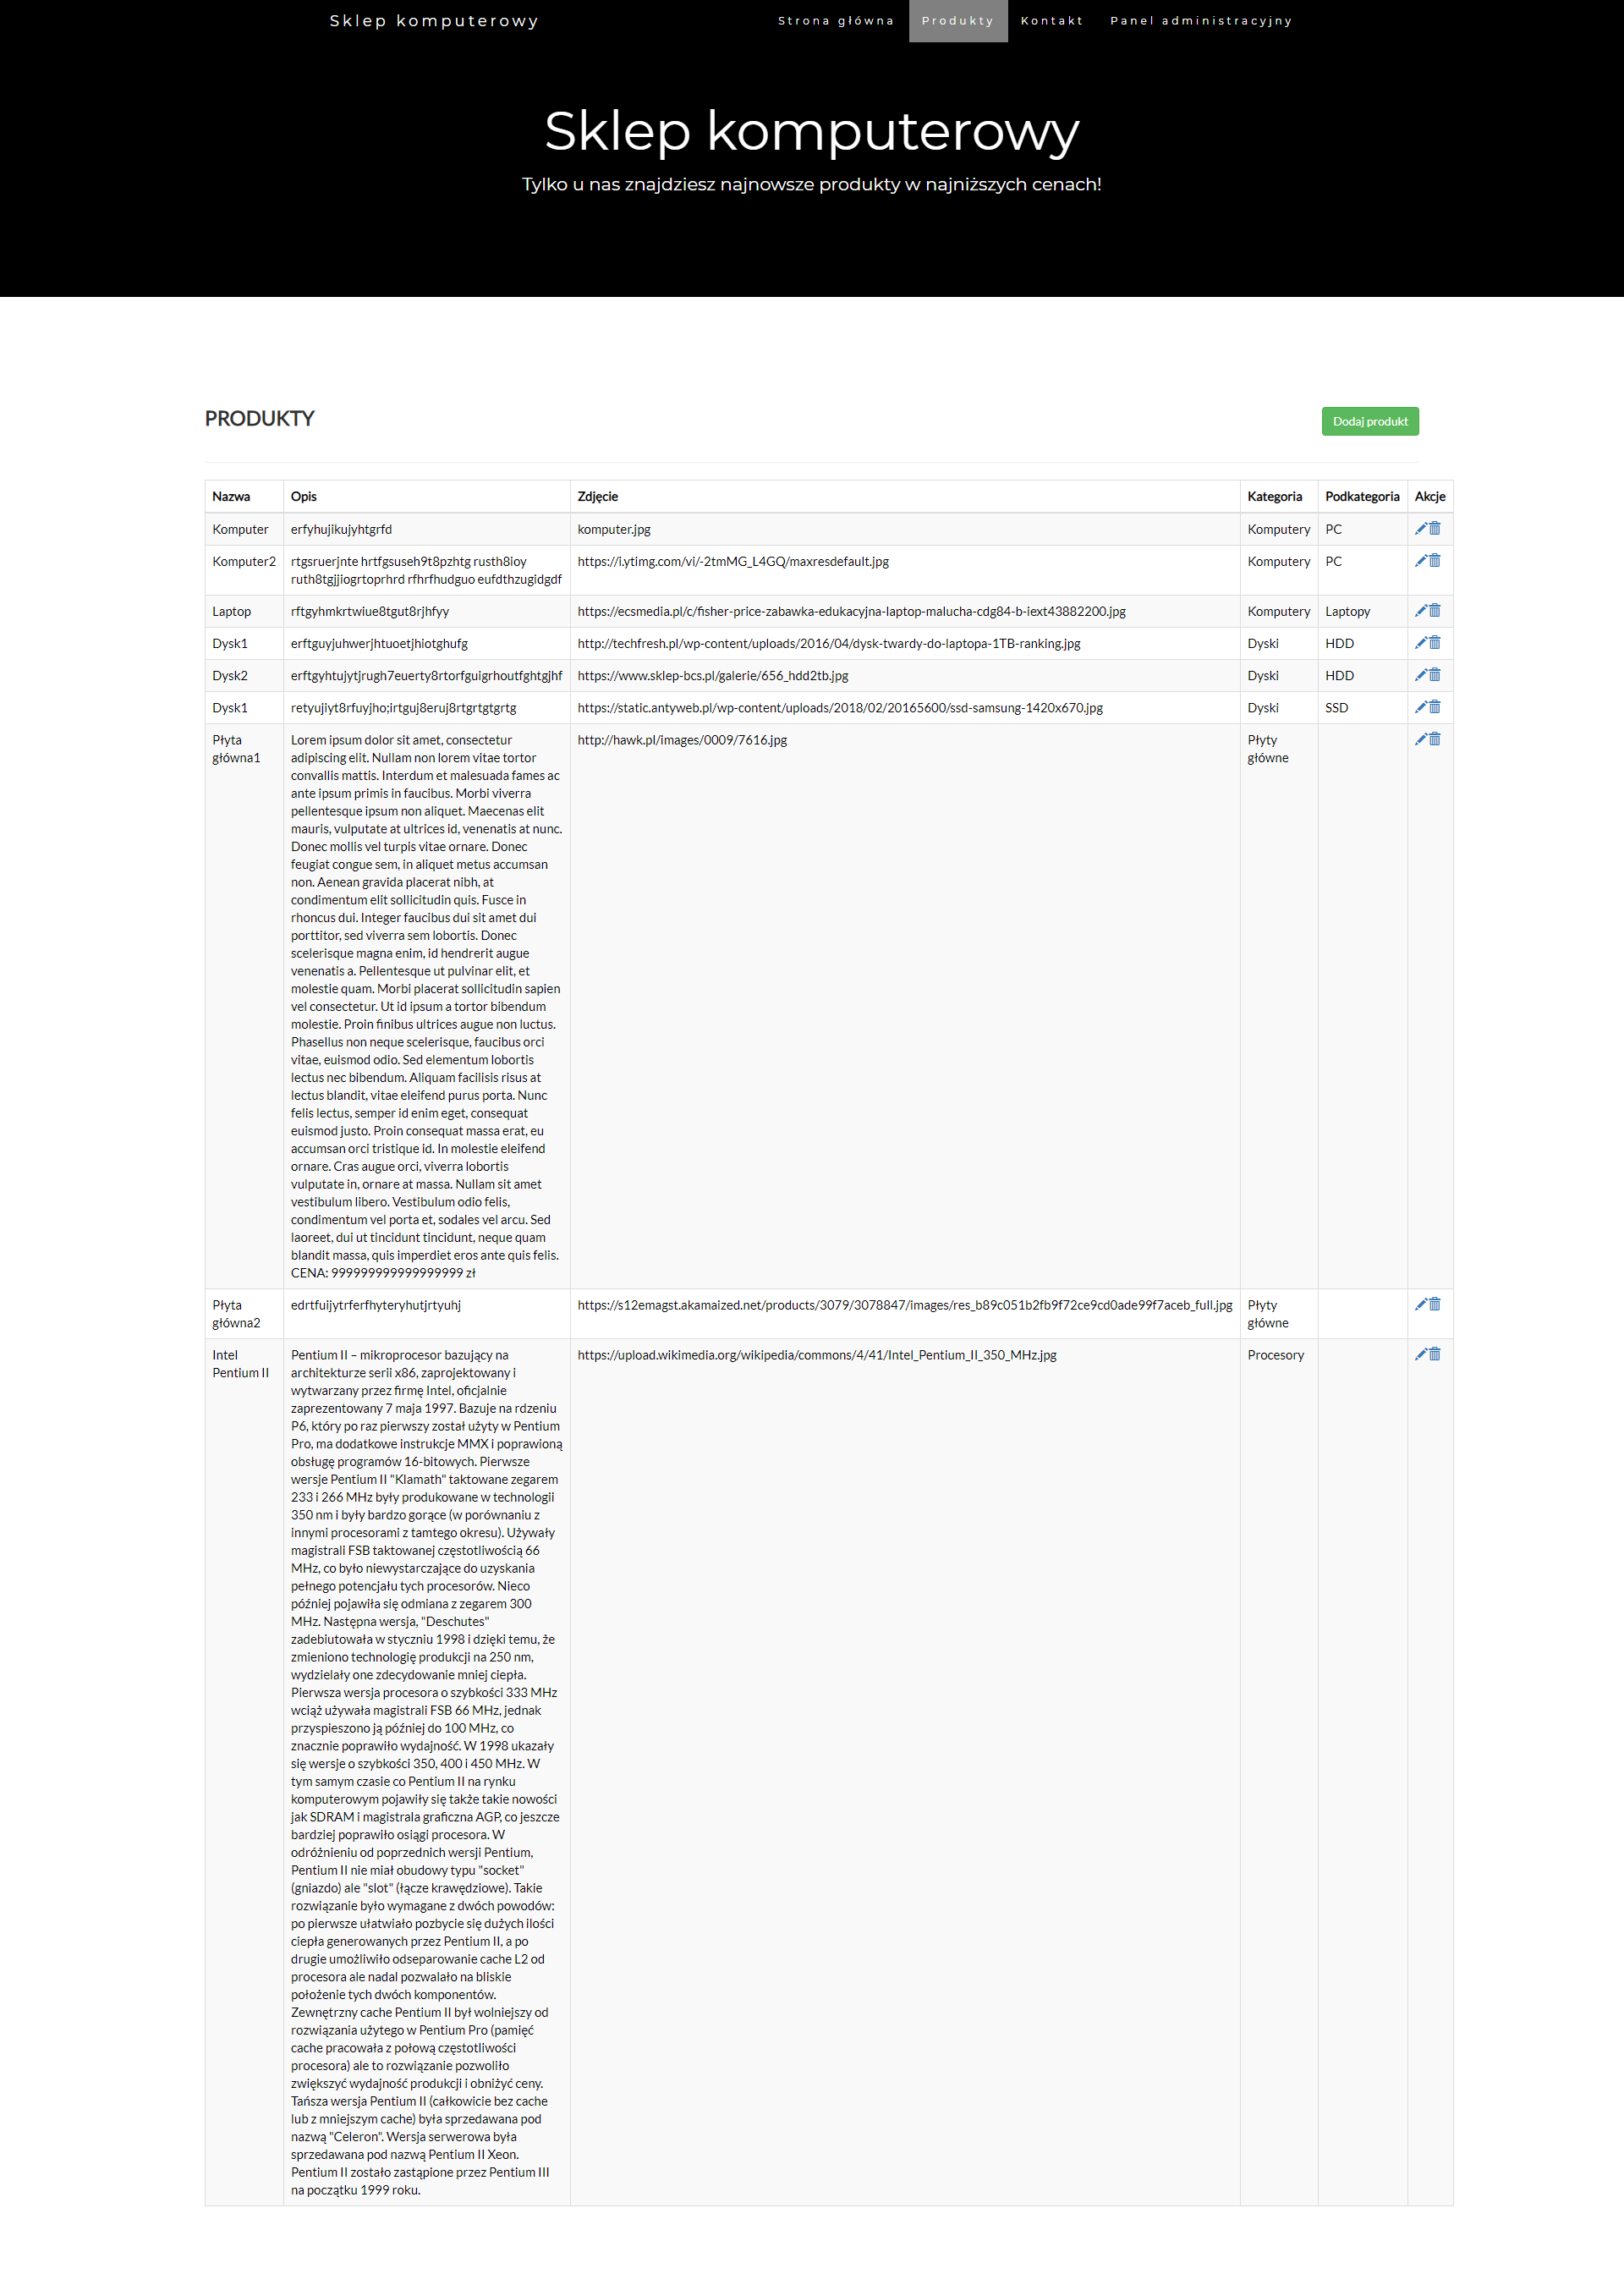 Sklep komputerowy
Strona główna Produkty Kontakt Panel administracyjny
Sklep komputerowy
Tylko u nas znajdziesz najnowsze produkty w najniższych cenach!
PRODUKTY
Dodaj produkt
Nazwa Opis Zdjęcie Kategoria Podkategoria Akcje
Komputer erfyhujikujyhtgrfd komputer.jpg Komputery PC
Komputer2 rtgsruerjnte hrtfgsuseh9t8pzhtg rusth8ioy https://i.ytimg.com/vi/-2tmMG_L4GQ/maxresdefault.jpg Komputery PC
ruth8tgjjiogrtoprhrd rfhrfhudguo eufdthzugidgdf
Laptop rftgyhmkrtwiue8tgut8rjhfyy https://ecsmedia.pl/c/fisher-price-zabawka-edukacyjna-laptop-malucha-cdg84-b-iext43882200.jpg Komputery Laptopy
Dysk1 erftguyjuhwerjhtuoetjhiotghufg http://techfresh.pl/wp-content/uploads/2016/04/dysk-twardy-do-laptopa-1TB-ranking.jpg Dyski HDD
Dysk2 erftgyhtujytjrugh7euerty8rtorfguigrhoutfghtgjhf https://www.sklep-bcs.pl/galerie/656_hdd2tb.jpg Dyski HDD
Dysk1 retyujiyt8rfuyjho;irtguj8eruj8rtgrtgtgrtg https://static.antyweb.pl/wp-content/uploads/2018/02/20165600/ssd-samsung-1420x670.jpg Dyski SSD
Płyta główna1
Lorem ipsum dolor sit amet, consectetur
adipiscing elit. Nullam non lorem vitae tortor
convallis mattis. Interdum et malesuada fames ac
ante ipsum primis in faucibus. Morbi viverra
pellentesque ipsum non aliquet. Maecenas elit
mauris, vulputate at ultrices id, venenatis at nunc.
Donec mollis vel turpis vitae ornare. Donec
feugiat congue sem, in aliquet metus accumsan
non. Aenean gravida placerat nibh, at
condimentum elit sollicitudin quis. Fusce in
rhoncus dui. Integer faucibus dui sit amet dui
porttitor, sed viverra sem lobortis. Donec
scelerisque magna enim, id hendrerit augue
venenatis a. Pellentesque ut pulvinar elit, et
molestie quam. Morbi placerat sollicitudin sapien
vel consectetur. Ut id ipsum a tortor bibendum
molestie. Proin finibus ultrices augue non luctus.
Phasellus non neque scelerisque, faucibus orci
vitae, euismod odio. Sed elementum lobortis
lectus nec bibendum. Aliquam facilisis risus at
lectus blandit, vitae eleifend purus porta. Nunc
felis lectus, semper id enim eget, consequat
euismod justo. Proin consequat massa erat, eu
accumsan orci tristique id. In molestie eleifend
ornare. Cras augue orci, viverra lobortis
vulputate in, ornare at massa. Nullam sit amet
vestibulum libero. Vestibulum odio felis,
condimentum vel porta et, sodales vel arcu. Sed
laoreet, dui ut tincidunt tincidunt, neque quam
blandit massa, quis imperdiet eros ante quis felis.
CENA: 999999999999999999 zł
http://hawk.pl/images/0009/7616.jpg
Płyty główne
Płyta główna2
edrtfuijytrferfhyteryhutjrtyuhj
https://s12emagst.akamaized.net/products/3079/3078847/images/res_b89c051b2fb9f72ce9cd0ade99f7aceb_full.jpg
Płyty główne
Intel Pentium II
Pentium II – mikroprocesor bazujący na
architekturze serii x86, zaprojektowany i
wytwarzany przez firmę Intel, oficjalnie
zaprezentowany 7 maja 1997. Bazuje na rdzeniu
P6, który po raz pierwszy został użyty w Pentium
Pro, ma dodatkowe instrukcje MMX i poprawioną
obsługę programów 16-bitowych. Pierwsze
wersje Pentium II "Klamath" taktowane zegarem
233 i 266 MHz były produkowane w technologii
350 nm i były bardzo gorące (w porównaniu z
innymi procesorami z tamtego okresu). Używały
magistrali FSB taktowanej częstotliwością 66
MHz, co było niewystarczające do uzyskania
pełnego potencjału tych procesorów. Nieco
później pojawiła się odmiana z zegarem 300
MHz. Następna wersja, "Deschutes"
zadebiutowała w styczniu 1998 i dzięki temu, że
zmieniono technologię produkcji na 250 nm,
wydzielały one zdecydowanie mniej ciepła.
Pierwsza wersja procesora o szybkości 333 MHz
wciąż używała magistrali FSB 66 MHz, jednak
przyspieszono ją później do 100 MHz, co
znacznie poprawiło wydajność. W 1998 ukazały
się wersje o szybkości 350, 400 i 450 MHz. W
tym samym czasie co Pentium II na rynku
komputerowym pojawiły się także takie nowości
jak SDRAM i magistrala graficzna AGP, co jeszcze
bardziej poprawiło osiągi procesora. W
odróżnieniu od poprzednich wersji Pentium,
Pentium II nie miał obudowy typu "socket"
(gniazdo) ale "slot" (łącze krawędziowe). Takie
rozwiązanie było wymagane z dwóch powodów:
po pierwsze ułatwiało pozbycie się dużych ilości
ciepła generowanych przez Pentium II, a po
drugie umożliwiło odseparowanie cache L2 od
procesora ale nadal pozwalało na bliskie
położenie tych dwóch komponentów.
Zewnętrzny cache Pentium II był wolniejszy od
rozwiązania użytego w Pentium Pro (pamięć
cache pracowała z połową częstotliwości
procesora) ale to rozwiązanie pozwoliło
zwiększyć wydajność produkcji i obniżyć ceny.
Tańsza wersja Pentium II (całkowicie bez cache
lub z mniejszym cache) była sprzedawana pod
nazwą "Celeron". Wersja serwerowa była
sprzedawana pod nazwą Pentium II Xeon.
Pentium II zostało zastąpione przez Pentium III
na początku 1999 roku.
https://upload.wikimedia.org/wikipedia/commons/4/41/Intel_Pentium_II_350_MHz.jpg
Procesory